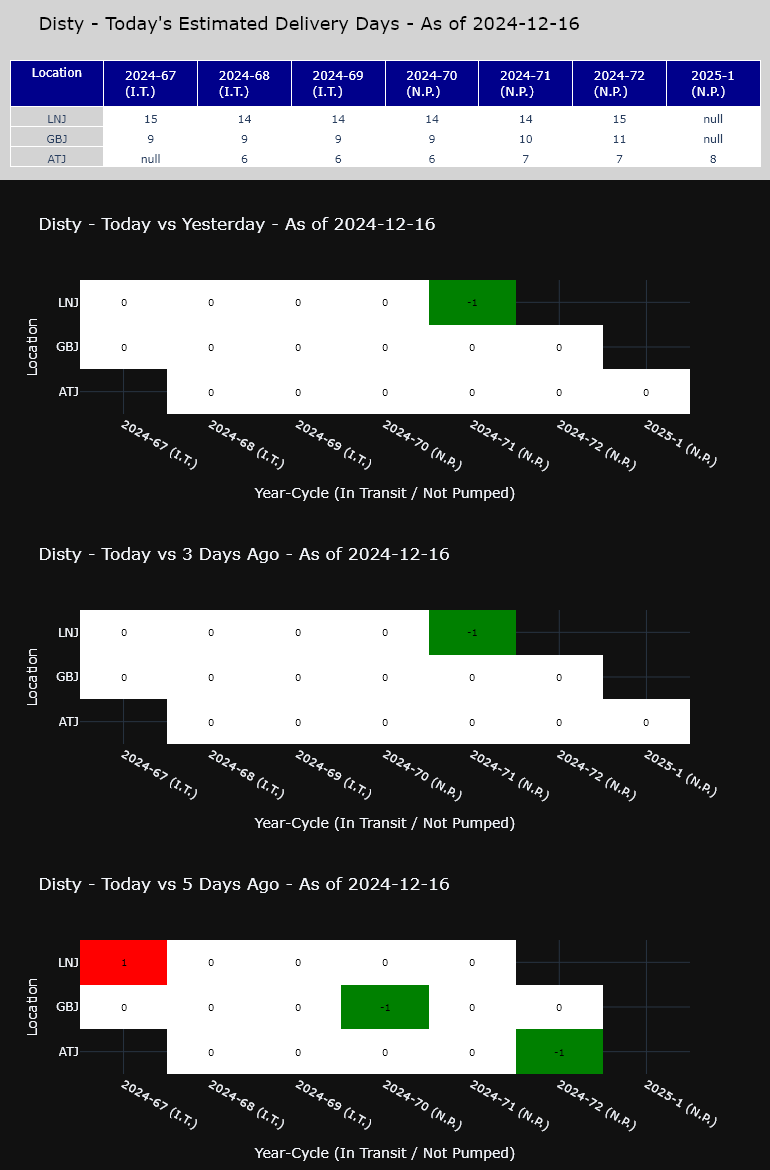 Disty - Today's Estimated Delivery Days - As of 2024-12-16
Location 2024-67 (I.T.) 2024-68 (I.T.) 2024-69 (I.T.) 2024-70 (N.P.) 2024-71 (N.P.) 2024-72 (N.P.) 2025-1 (N.P.)
LNJ 15 14 14 14 14 15 null
GBJ 9 9 9 9 10 11 null
ATJ null 6 6 6 7 7 8
Disty - Today vs Yesterday - As of 2024-12-16
Location
LNJ 0 0 0 0 -1
GBJ 0 0 0 0 0 0
ATJ 0 0 0 0 0 0
2024-67 (I.T.) 2024-68 (I.T.) 2024-69 (I.T.) 2024-70 (N.P.) 2024-71 (N.P.) 2024-72 (N.P.) 2025-1 (N.P.)
Year-Cycle (In Transit / Not Pumped)
Disty - Today vs 3 Days Ago - As of 2024-12-16
Location
LNJ 0 0 0 0 -1
GBJ 0 0 0 0 0 0
ATJ 0 0 0 0 0 0
2024-67 (I.T.) 2024-68 (I.T.) 2024-69 (I.T.) 2024-70 (N.P.) 2024-71 (N.P.) 2024-72 (N.P.) 2025-1 (N.P.)
Year-Cycle (In Transit / Not Pumped)
Disty - Today vs 5 Days Ago - As of 2024-12-16
Location
LNJ 1 0 0 0 0
GBJ 0 0 0 -1 0 0
ATJ 0 0 0 0 -1
2024-67 (I.T.) 2024-68 (I.T.) 2024-69 (I.T.) 2024-70 (N.P.) 2024-71 (N.P.) 2024-72 (N.P.) 2025-1 (N.P.)
Year-Cycle (In Transit / Not Pumped)